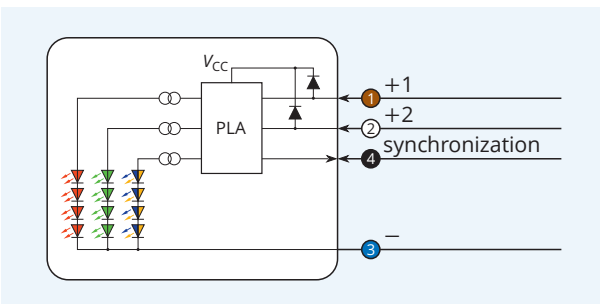 VCC
1 +1
2 +2
PLA
4 synchronization
3 −